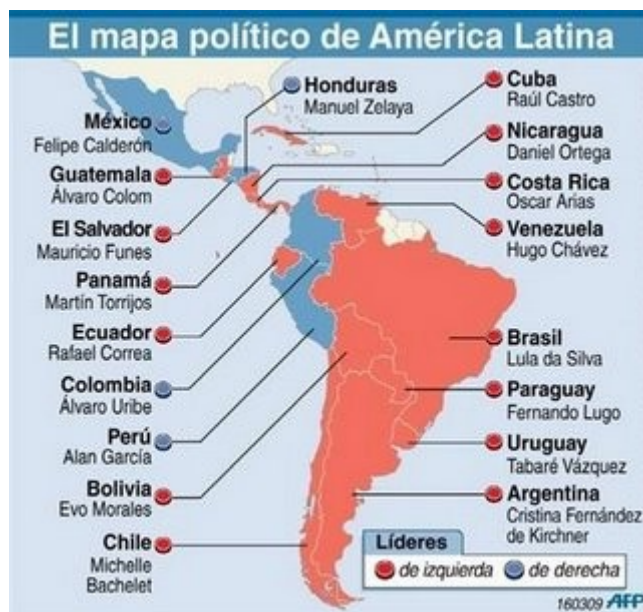 El mapa político de América Latina
Honduras
Manuel Zelaya
Cuba
Raúl Castro
México
Felipe Calderón
Nicaragua
Daniel Ortega
Guatemala
Álvaro Colom
Costa Rica
Oscar Arias
El Salvador
Mauricio Funes
Venezuela
Hugo Chávez
Panamá
Martín Torrijos
Ecuador
Rafael Correa
Brasil
Lula da Silva
Colombia
Álvaro Uribe
Paraguay
Fernando Lugo
Perú
Alan García
Uruguay
Tabaré Vázquez
Bolivia
Evo Morales
Argentina
Cristina Fernández
de Kirchner
Chile
Michelle
Bachelet
Líderes
de izquierda de derecha
160309 AFP